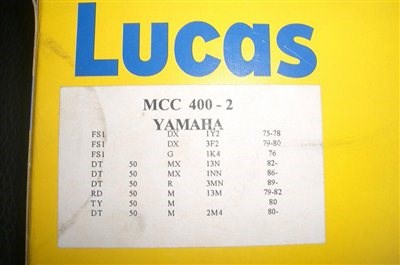 Lucas
MCC 400 - 2
YAMAHA
FS1 DX 1Y2 75-78
FS1 DX 3F2 79-80
FS1 G 1K4 76
DT 50 MX 13N 82-
DT 50 MX 1NN 86-
DT 50 R 3MN 89-
RD 50 M 13M 79-82
TY 50 M 80
DT 50 M 2M4 80-